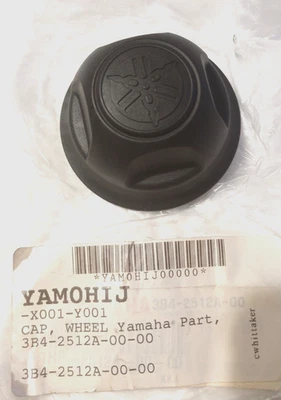 *YAMOHIJ00000*
YAMOHIJ
-X001-Y001
CAP, WHEEL Yamaha Part,
3B4-2512A-00-00
3B4-2512A-00-00
3B4-2512A-00-00
cwhittaker